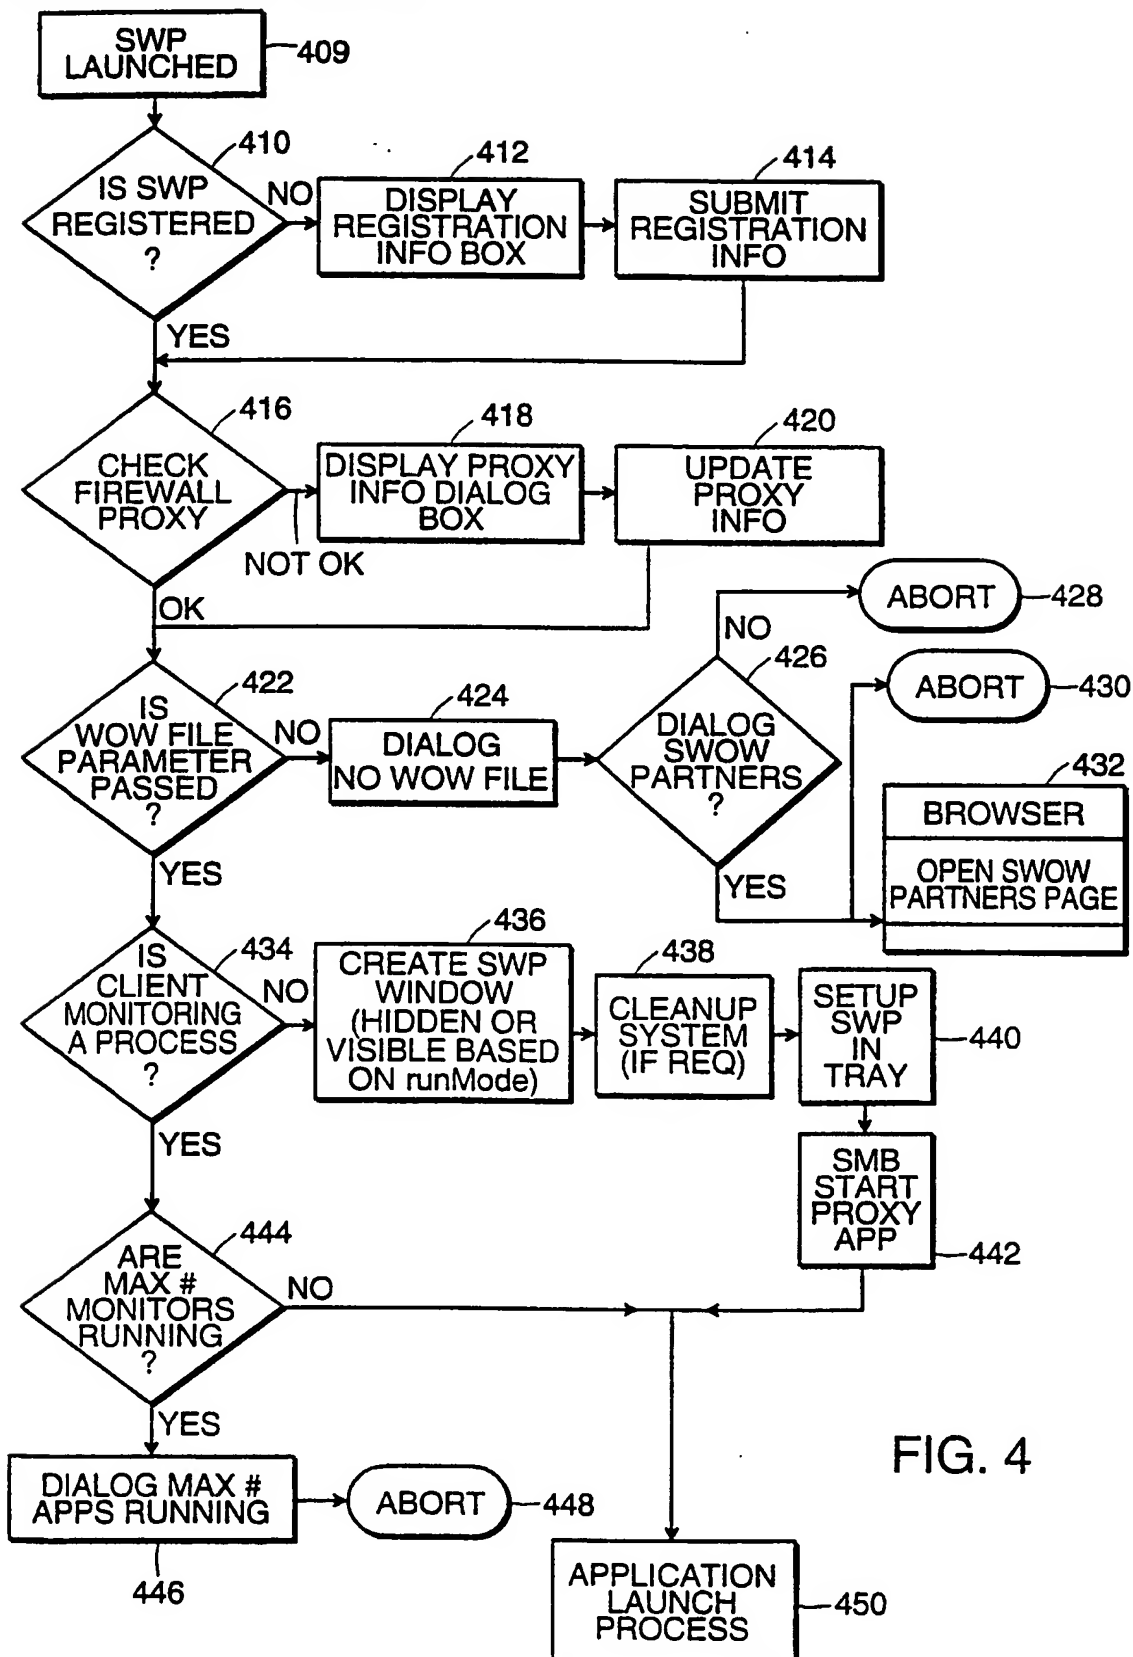 SWP
LAUNCHED
409
410
IS SWP
REGISTERED
?
NO
412
DISPLAY
REGISTRATION
INFO BOX
414
SUBMIT
REGISTRATION
INFO
YES
416
CHECK
FIREWALL
PROXY
NOT OK
418
DISPLAY PROXY
INFO DIALOG
BOX
420
UPDATE
PROXY
INFO
OK
422
IS
WOW FILE
PARAMETER
PASSED
?
NO
424
DIALOG
NO WOW FILE
426
DIALOG
SWOW
PARTNERS
?
NO
ABORT
428
ABORT
430
YES
432
BROWSER
OPEN SWOW
PARTNERS PAGE
YES
434
IS
CLIENT
MONITORING
A PROCESS
?
NO
436
CREATE SWP
WINDOW
(HIDDEN OR
VISIBLE BASED
ON runMode)
438
CLEANUP
SYSTEM
(IF REQ)
SETUP
SWP
IN
TRAY
440
SMB
START
PROXY
APP
442
YES
444
ARE
MAX #
MONITORS
RUNNING
?
NO
YES
DIALOG MAX #
APPS RUNNING
446
ABORT
448
APPLICATION
LAUNCH
PROCESS
450
FIG. 4